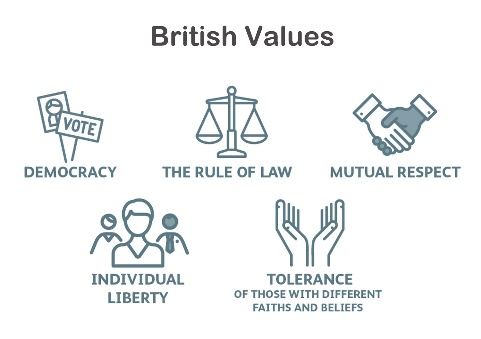 British Values
VOTE
DEMOCRACY
THE RULE OF LAW
MUTUAL RESPECT
INDIVIDUAL
LIBERTY
TOLERANCE
OF THOSE WITH DIFFERENT
FAITHS AND BELIEFS